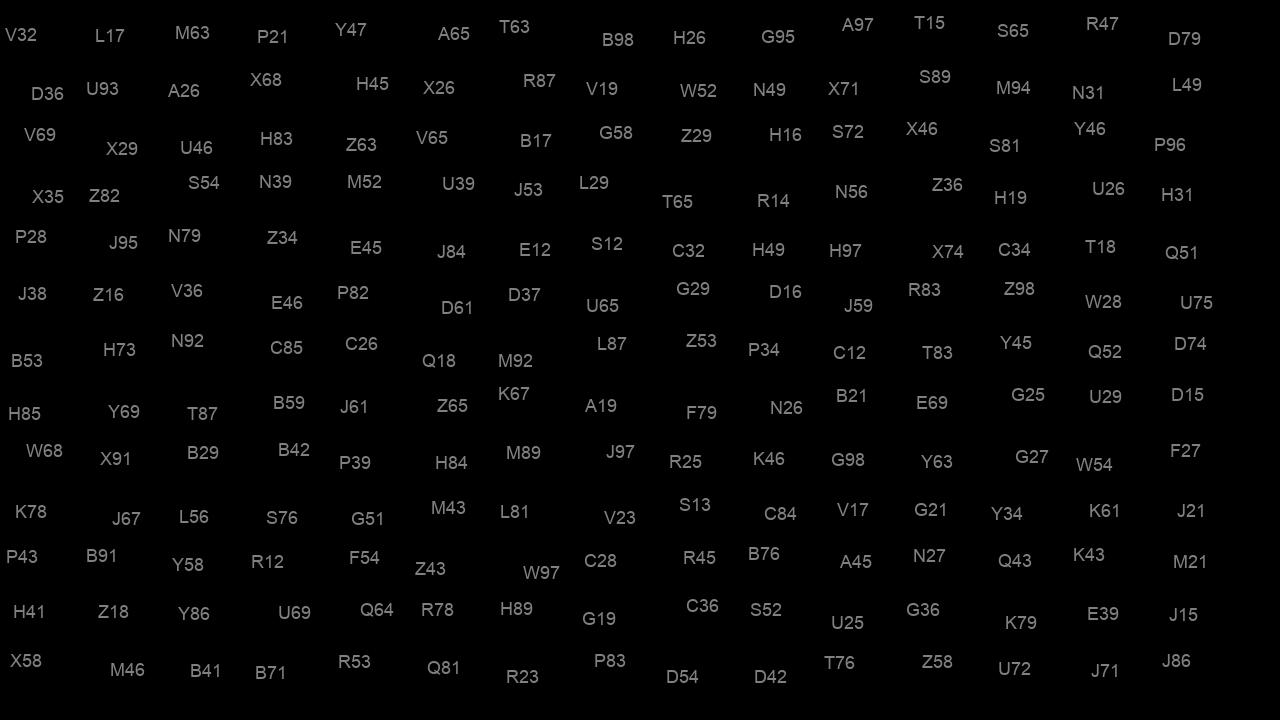 V32 L17 M63 P21 Y47 A65 T63 B98 H26 G95 A97 T15 S65 R47 D79
D36 U93 A26 X68 H45 X26 R87 V19 W52 N49 X71 S89 M94 N31 L49
V69 X29 U46 H83 Z63 V65 B17 G58 Z29 H16 S72 X46 S81 Y46 P96
X35 Z82 S54 N39 M52 U39 J53 L29 T65 R14 N56 Z36 H19 U26 H31
P28 J95 N79 Z34 E45 J84 E12 S12 C32 H49 H97 X74 C34 T18 Q51
J38 Z16 V36 E46 P82 D61 D37 U65 G29 D16 J59 R83 Z98 W28 U75
B53 H73 N92 C85 C26 Q18 M92 L87 Z53 P34 C12 T83 Y45 Q52 D74
H85 Y69 T87 B59 J61 Z65 K67 A19 F79 N26 B21 E69 G25 U29 D15
W68 X91 B29 B42 P39 H84 M89 J97 R25 K46 G98 Y63 G27 W54 F27
K78 J67 L56 S76 G51 M43 L81 V23 S13 C84 V17 G21 Y34 K61 J21
P43 B91 Y58 R12 F54 Z43 W97 C28 R45 B76 A45 N27 Q43 K43 M21
H41 Z18 Y86 U69 Q64 R78 H89 G19 C36 S52 U25 G36 K79 E39 J15
X58 M46 B41 B71 R53 Q81 R23 P83 D54 D42 T76 Z58 U72 J71 J86